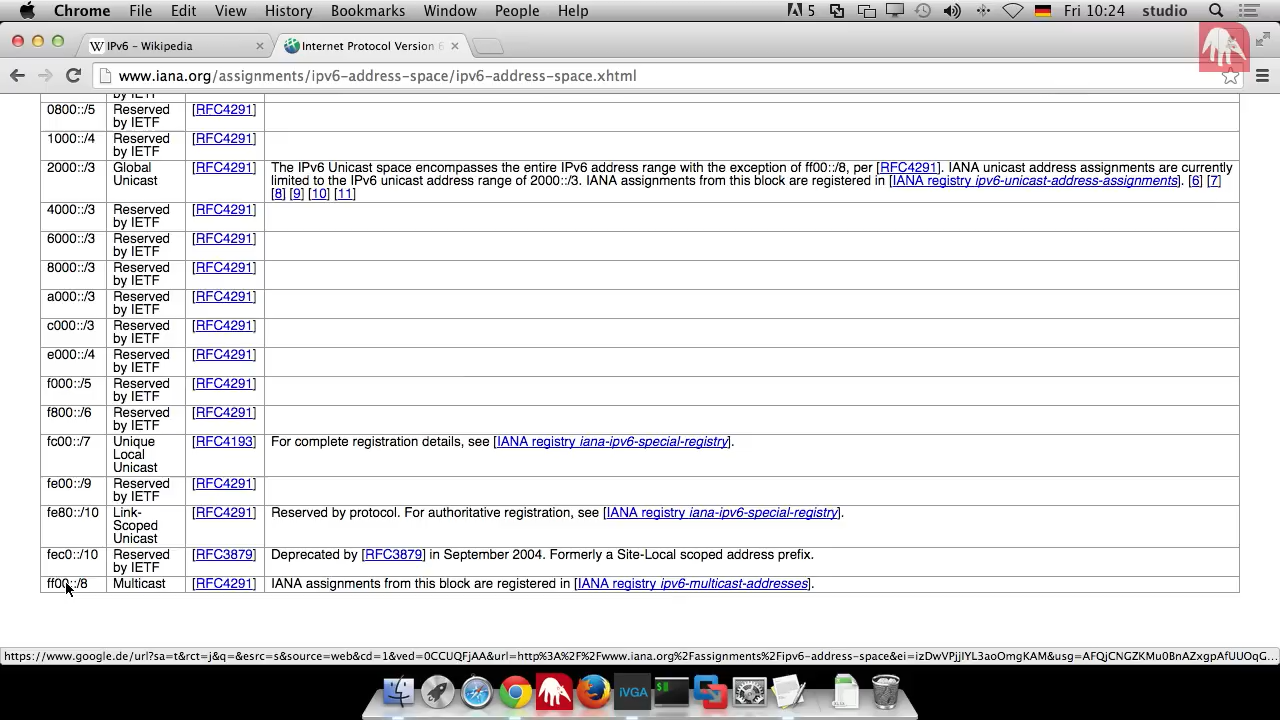 Chrome File Edit View History Bookmarks Window People Help 5 Fri 10:24 studio
W IPv6 - Wikipedia × Internet Protocol Version 6 ×
www.iana.org/assignments/ipv6-address-space/ipv6-address-space.xhtml
by IETF
0800::/5 Reserved [RFC4291]
by IETF
1000::/4 Reserved [RFC4291]
by IETF
2000::/3 Global [RFC4291] The IPv6 Unicast space encompasses the entire IPv6 address range with the exception of ff00::/8, per [RFC4291]. IANA unicast address assignments are currently
Unicast limited to the IPv6 unicast address range of 2000::/3. IANA assignments from this block are registered in [IANA registry ipv6-unicast-address-assignments]. [6] [7]
[8] [9] [10] [11]
4000::/3 Reserved [RFC4291]
by IETF
6000::/3 Reserved [RFC4291]
by IETF
8000::/3 Reserved [RFC4291]
by IETF
a000::/3 Reserved [RFC4291]
by IETF
c000::/3 Reserved [RFC4291]
by IETF
e000::/4 Reserved [RFC4291]
by IETF
f000::/5 Reserved [RFC4291]
by IETF
f800::/6 Reserved [RFC4291]
by IETF
fc00::/7 Unique [RFC4193] For complete registration details, see [IANA registry iana-ipv6-special-registry].
Local
Unicast
fe00::/9 Reserved [RFC4291]
by IETF
fe80::/10 Link- [RFC4291] Reserved by protocol. For authoritative registration, see [IANA registry iana-ipv6-special-registry].
Scoped
Unicast
fec0::/10 Reserved [RFC3879] Deprecated by [RFC3879] in September 2004. Formerly a Site-Local scoped address prefix.
by IETF
ff00::/8 Multicast [RFC4291] IANA assignments from this block are registered in [IANA registry ipv6-multicast-addresses].
https://www.google.de/url?sa=t&rct=j&q=&esrc=s&source=web&cd=1&ved=0CCUQFjAA&url=http%3A%2F%2Fwww.iana.org%2Fassignments%2Fipv6-address-space&ei=izDwVPjjIYL3aoOmgKAM&usg=AFQjCNGZKMu0BnAZxgpAfUUOqG...
iVGA